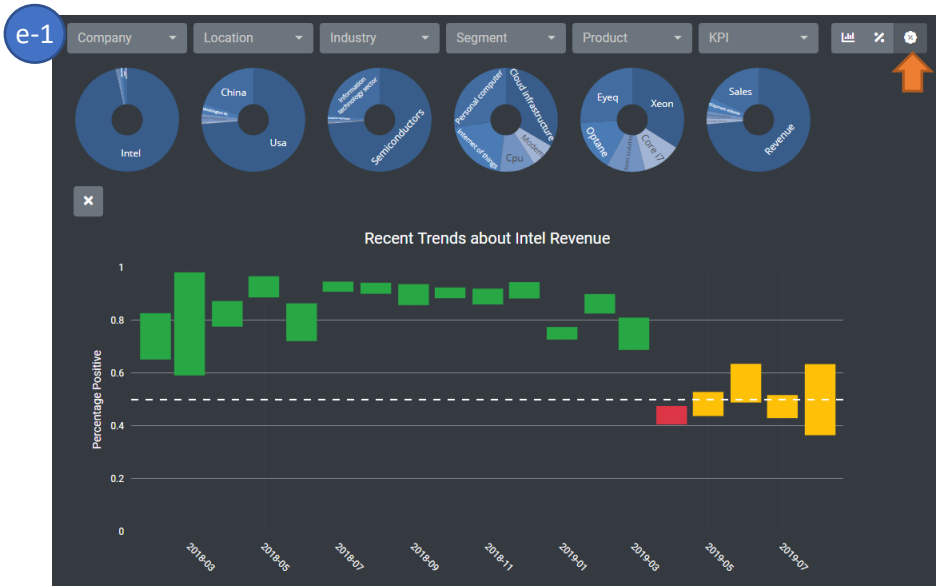 e-1
Company
Location
Industry
Segment
Product
KPI
Intel
China
Usa
Information
technology sector
Semiconductors
Personal computer
Cloud infrastructure
Internet of things
Cpu
Modem
Eyeq
Xeon
Optane
Core i7
Sales
Shipment volume
Revenue
Recent Trends about Intel Revenue
Percentage Positive
1
0.8
0.6
0.4
0.2
0
2018-03
2018-05
2018-07
2018-09
2018-11
2019-01
2019-03
2019-05
2019-07